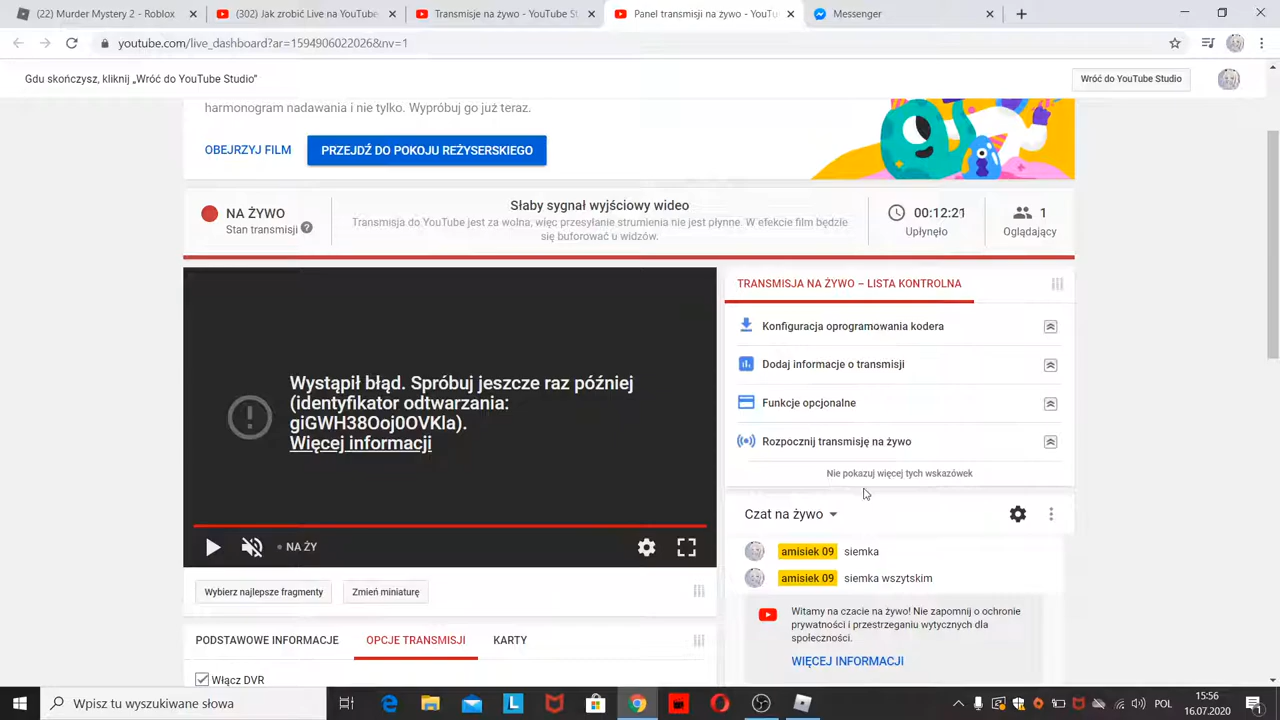 (22) Murder Mystery 2 - Roblox
(302) Jak zrobić Live na YouTube
Transmisje na żywo - YouTube St
Panel transmisji na żywo - YouTu
Messenger
youtube.com/live_dashboard?ar=1594906022026&nv=1
Gdu skończysz, kliknij „Wróć do YouTube Studio"
Wróć do YouTube Studio
harmonogram nadawania i nie tylko. Wypróbuj go już teraz.
OBEJRZYJ FILM
PRZEJDŹ DO POKOJU REŻYSERSKIEGO
NA ŻYWO
Stan transmisji
Słaby sygnał wyjściowy wideo
Transmisja do YouTube jest za wolna, więc przesyłanie strumienia nie jest płynne. W efekcie film będzie
się buforować u widzów.
00:12:21
Upłynęło
1
Oglądający
Wystąpił błąd. Spróbuj jeszcze raz później
(identyfikator odtwarzania:
giGWH38Ooj0OVKla).
Więcej informacji
NA ŻY
Wybierz najlepsze fragmenty
Zmień miniaturę
PODSTAWOWE INFORMACJE
OPCJE TRANSMISJI
KARTY
Włącz DVR
TRANSMISJA NA ŻYWO – LISTA KONTROLNA
Konfiguracja oprogramowania kodera
Dodaj informacje o transmisji
Funkcje opcjonalne
Rozpocznij transmisję na żywo
Nie pokazuj więcej tych wskazówek
Czat na żywo
amisiek 09 siemka
amisiek 09 siemka wszytskim
Witamy na czacie na żywo! Nie zapomnij o ochronie
prywatności i przestrzeganiu wytycznych dla
społeczności.
WIĘCEJ INFORMACJI
Wpisz tu wyszukiwane słowa
POL
15:56
16.07.2020